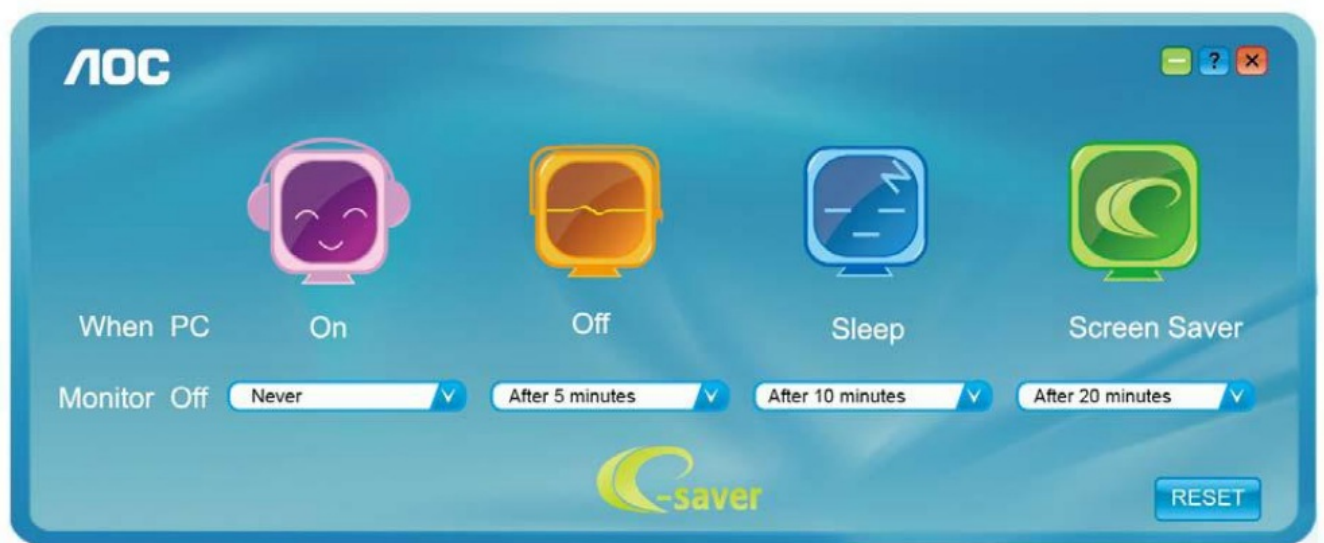 AOC
?
When PC On Off Sleep Screen Saver
Monitor Off Never After 5 minutes After 10 minutes After 20 minutes
e-saver
RESET